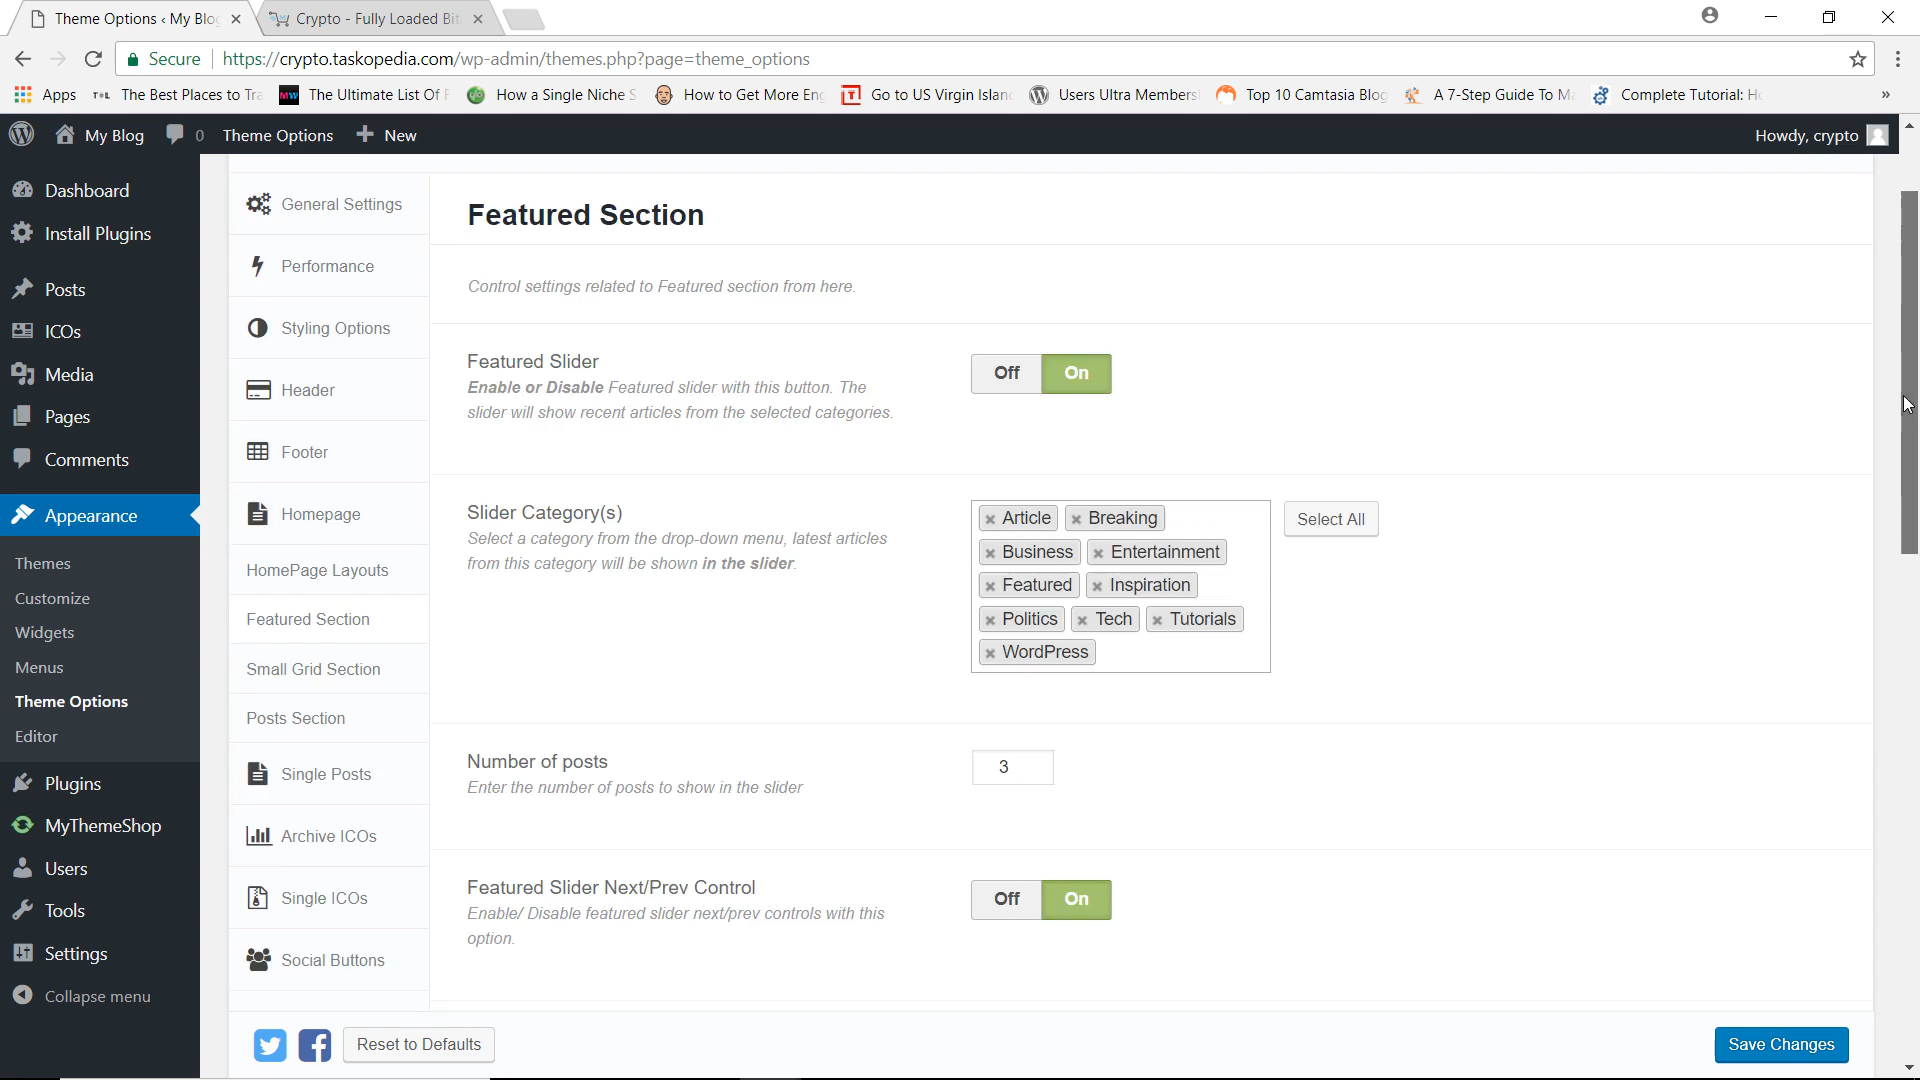 Theme Options ‹ My Blo
Crypto - Fully Loaded Bit
Secure
https://crypto.taskopedia.com/wp-admin/themes.php?page=theme_options
Apps
T+L The Best Places to Tra
MW The Ultimate List Of
How a Single Niche S
How to Get More Eng
T Go to US Virgin Islan
Users Ultra Members
Top 10 Camtasia Blog
A 7-Step Guide To Ma
Complete Tutorial: H
»
My Blog
0
Theme Options
New
Howdy, crypto
Dashboard
Install Plugins
Posts
ICOs
Media
Pages
Comments
Appearance
Themes
Customize
Widgets
Menus
Theme Options
Editor
Plugins
MyThemeShop
Users
Tools
Settings
Collapse menu
General Settings
Performance
Styling Options
Header
Footer
Homepage
HomePage Layouts
Featured Section
Small Grid Section
Posts Section
Single Posts
Archive ICOs
Single ICOs
Social Buttons
Featured Section
Control settings related to Featured section from here.
Featured Slider
Enable or Disable Featured slider with this button. The
slider will show recent articles from the selected categories.
Off On
Slider Category(s)
Select a category from the drop-down menu, latest articles
from this category will be shown in the slider.
× Article × Breaking
× Business × Entertainment
× Featured × Inspiration
× Politics × Tech × Tutorials
× WordPress
Select All
Number of posts
Enter the number of posts to show in the slider
3
Featured Slider Next/Prev Control
Enable/ Disable featured slider next/prev controls with this
option.
Off On
Reset to Defaults
Save Changes